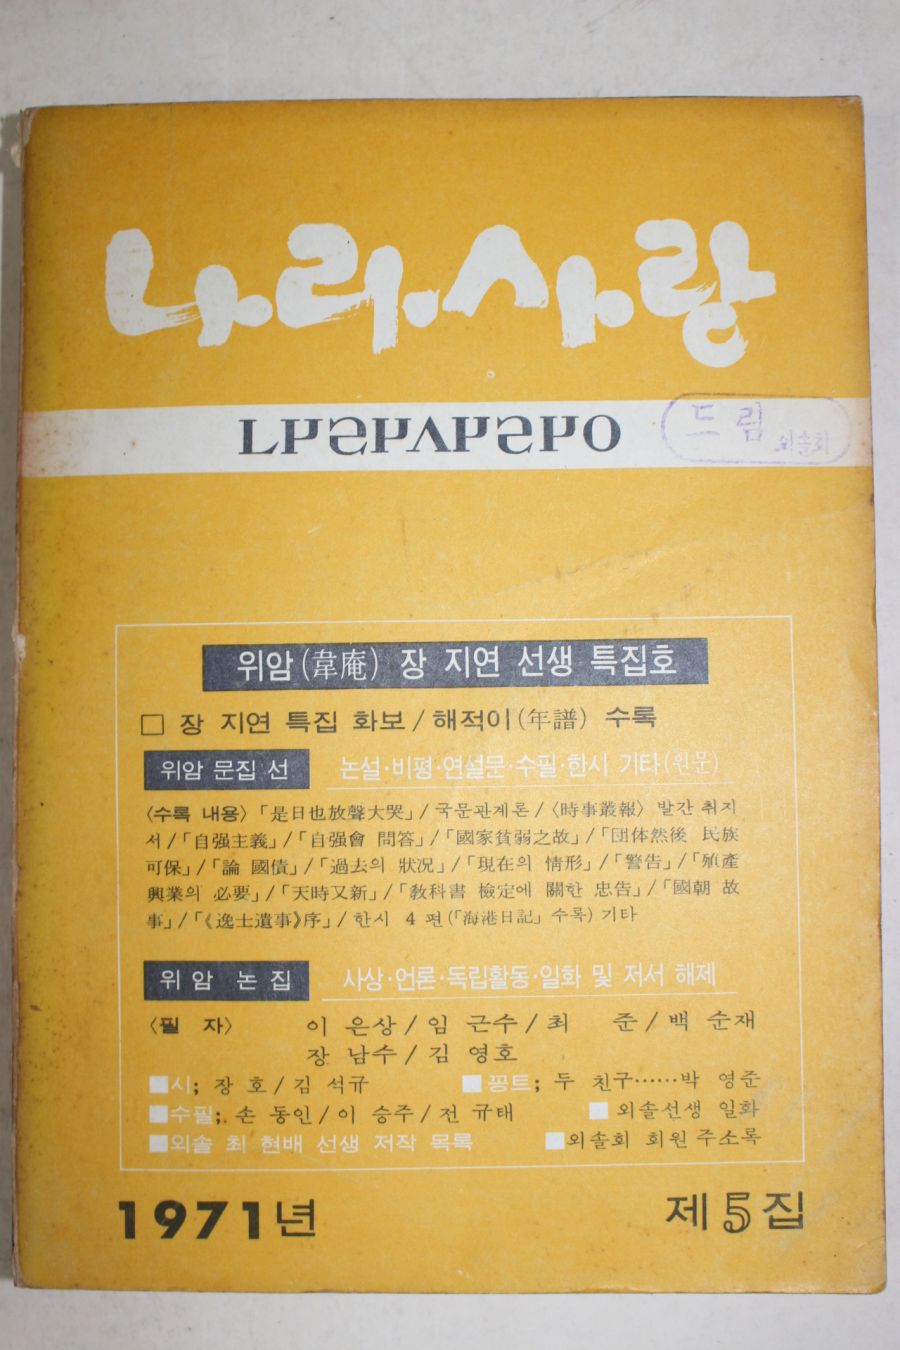 나라사랑
ㄴㅏㄹㅏㅅㅏㄹㅏㅇ
드림
외솔회
위암(韋庵) 장 지연 선생 특집호
□ 장 지연 특집 화보/해적이(年譜) 수록
위암 문집 선 논설·비평·연설문·수필·한시 기타(원문)
〈수록 내용〉「是日也放聲大哭」/국문관계론/〈時事叢報〉발간 취지
서/「自强主義」/「自强會 問答」/「國家貧弱之故」/「団体然後 民族
可保」/「論 國債」/「過去의 狀况」/「現在의 情形」/「警告」/「殖產
興業의 必要」/「天時又新」/「敎科書 檢定에 關한 忠告」/「國朝 故
事」/「《逸士遺事》序」/한시 4 편(「海港日記」수록) 기타
위암 논집 사상·언론·독립활동·일화 및 저서 해제
〈필 자〉 이 은상/임 근수/최 준/백 순재
장 남수/김 영호
■시; 장 호/김 석규 ■꽁트; 두 친구……박 영준
■수필; 손 동인/이 승주/전 규태 ■외솔선생 일화
■외솔 최 현배 선생 저작 목록 ■외솔회 회원 주소록
1971년 제5집